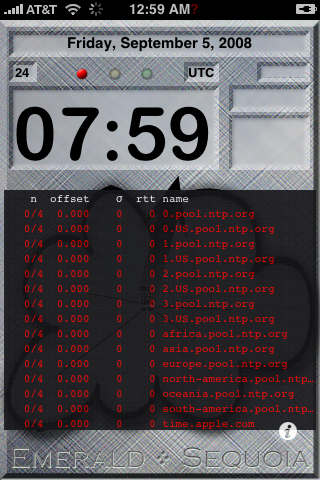 AT&T 12:59 AM?
Friday, September 5, 2008
24 UTC
07:59
n offset σ rtt name
0/4 0.000 0 0 0.pool.ntp.org
0/4 0.000 0 0 0.US.pool.ntp.org
0/4 0.000 0 0 1.pool.ntp.org
0/4 0.000 0 0 1.US.pool.ntp.org
0/4 0.000 0 0 2.pool.ntp.org
0/4 0.000 0 0 2.US.pool.ntp.org
0/4 0.000 0 0 3.pool.ntp.org
0/4 0.000 0 0 3.US.pool.ntp.org
0/4 0.000 0 0 africa.pool.ntp.org
0/4 0.000 0 0 asia.pool.ntp.org
0/4 0.000 0 0 europe.pool.ntp.org
0/4 0.000 0 0 north-america.pool.ntp…
0/4 0.000 0 0 oceania.pool.ntp.org
0/4 0.000 0 0 south-america.pool.ntp…
0/4 0.000 0 0 time.apple.com
i
EMERALD SEQUOIA